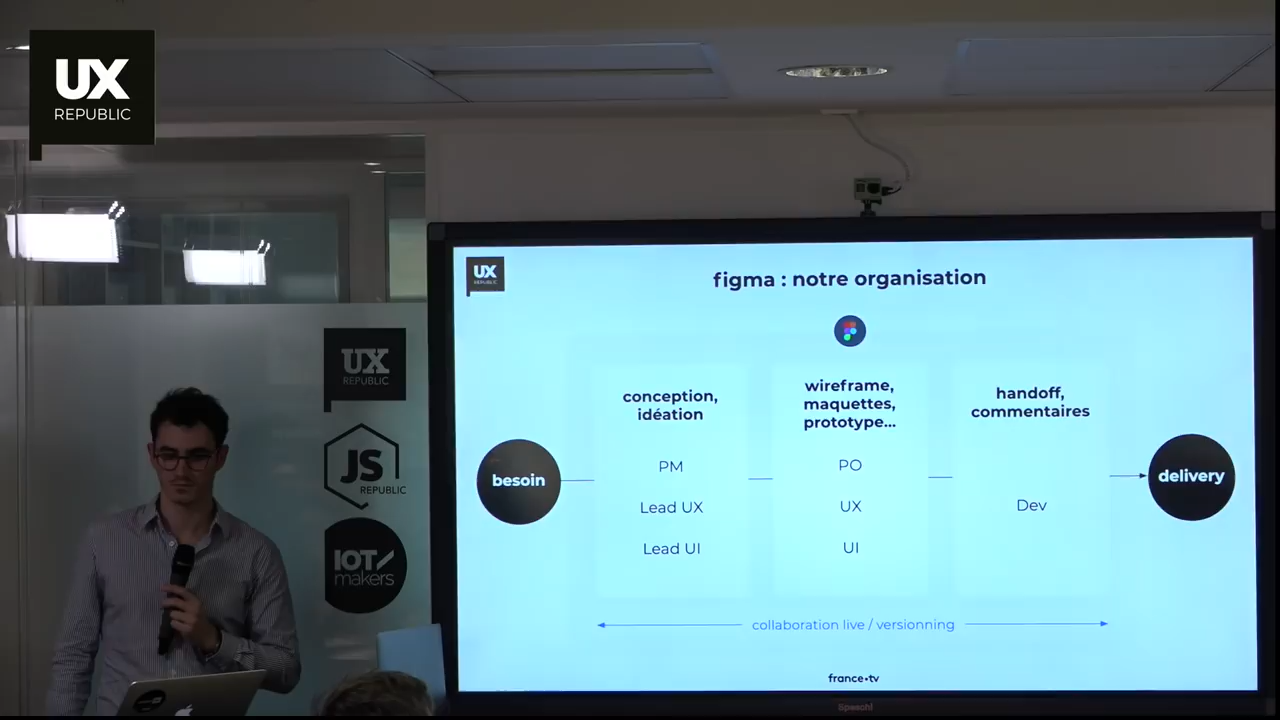 UX
REPUBLIC
UX
REPUBLIC
JS
REPUBLIC
IOT/
makers
UX
REPUBLIC
figma : notre organisation
besoin
conception,
idéation
PM
Lead UX
Lead UI
wireframe,
maquettes,
prototype...
PO
UX
UI
handoff,
commentaires
Dev
delivery
collaboration live / versionning
france•tv
Speechi